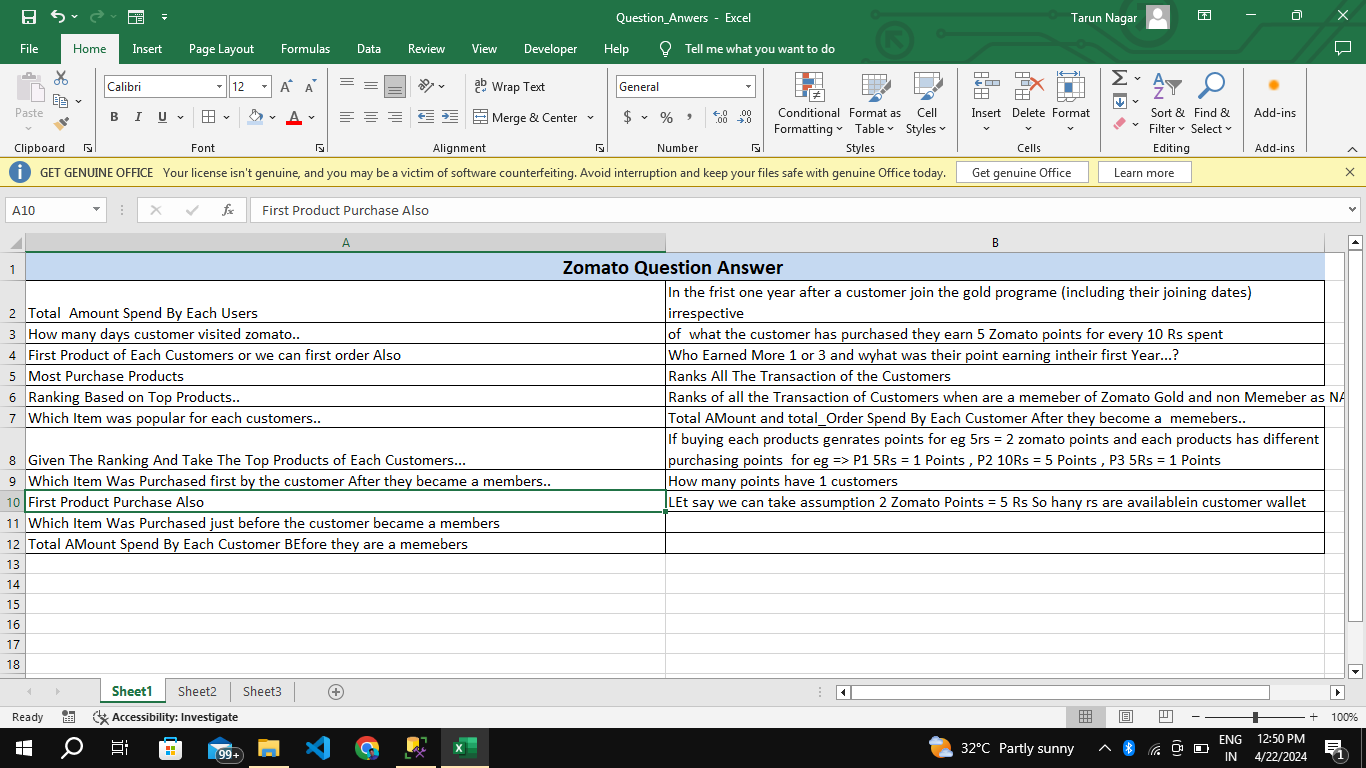 Question_Anwers - Excel
Tarun Nagar
File Home Insert Page Layout Formulas Data Review View Developer Help Tell me what you want to do
Paste
Calibri 12
B I U
ab Wrap Text
Merge & Center
General
$ % ,
Conditional Formatting
Format as Table
Cell Styles
Insert Delete Format
Sort & Filter
Find & Select
Add-ins
Clipboard Font Alignment Number Styles Cells Editing Add-ins
GET GENUINE OFFICE Your license isn't genuine, and you may be a victim of software counterfeiting. Avoid interruption and keep your files safe with genuine Office today. Get genuine Office Learn more
A10 fx First Product Purchase Also
A B
1 Zomato Question Answer
In the frist one year after a customer join the gold programe (including their joining dates)
2 Total  Amount Spend By Each Users irrespective
3 How many days customer visited zomato.. of  what the customer has purchased they earn 5 Zomato points for every 10 Rs spent
4 First Product of Each Customers or we can first order Also Who Earned More 1 or 3 and wyhat was their point earning intheir first Year...?
5 Most Purchase Products Ranks All The Transaction of the Customers
6 Ranking Based on Top Products.. Ranks of all the Transaction of Customers when are a memeber of Zomato Gold and non Memeber as NA
7 Which Item was popular for each customers.. Total AMount and total_Order Spend By Each Customer After they become a  memebers..
If buying each products genrates points for eg 5rs = 2 zomato points and each products has different
8 Given The Ranking And Take The Top Products of Each Customers... purchasing points  for eg => P1 5Rs = 1 Points , P2 10Rs = 5 Points , P3 5Rs = 1 Points
9 Which Item Was Purchased first by the customer After they became a members.. How many points have 1 customers
10 First Product Purchase Also LEt say we can take assumption 2 Zomato Points = 5 Rs So hany rs are availablein customer wallet
11 Which Item Was Purchased just before the customer became a members
12 Total AMount Spend By Each Customer BEfore they are a memebers
13
14
15
16
17
18
Sheet1 Sheet2 Sheet3
Ready Accessibility: Investigate 100%
99+
32°C Partly sunny
ENG IN
12:50 PM
4/22/2024
1